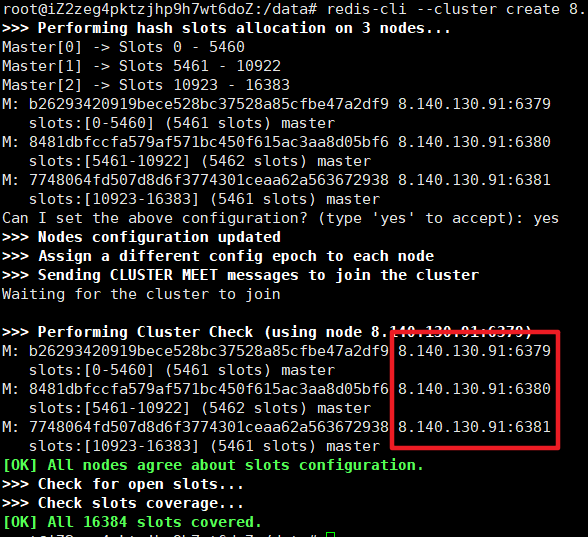 root@iZ2zeg4pktzjhp9h7wt6doZ:/data# redis-cli --cluster create 8.
>>> Performing hash slots allocation on 3 nodes...
Master[0] -> Slots 0 - 5460
Master[1] -> Slots 5461 - 10922
Master[2] -> Slots 10923 - 16383
M: b26293420919bece528bc37528a85cfbe47a2df9 8.140.130.91:6379
slots:[0-5460] (5461 slots) master
M: 8481dbfccfa579af571bc450f615ac3aa8d05bf6 8.140.130.91:6380
slots:[5461-10922] (5462 slots) master
M: 7748064fd507d8d6f3774301ceaa62a563672938 8.140.130.91:6381
slots:[10923-16383] (5461 slots) master
Can I set the above configuration? (type 'yes' to accept): yes
>>> Nodes configuration updated
>>> Assign a different config epoch to each node
>>> Sending CLUSTER MEET messages to join the cluster
Waiting for the cluster to join
>>> Performing Cluster Check (using node 8.140.130.91:6379)
M: b26293420919bece528bc37528a85cfbe47a2df9 8.140.130.91:6379
slots:[0-5460] (5461 slots) master
M: 8481dbfccfa579af571bc450f615ac3aa8d05bf6 8.140.130.91:6380
slots:[5461-10922] (5462 slots) master
M: 7748064fd507d8d6f3774301ceaa62a563672938 8.140.130.91:6381
slots:[10923-16383] (5461 slots) master
[OK] All nodes agree about slots configuration.
>>> Check for open slots...
>>> Check slots coverage...
[OK] All 16384 slots covered.